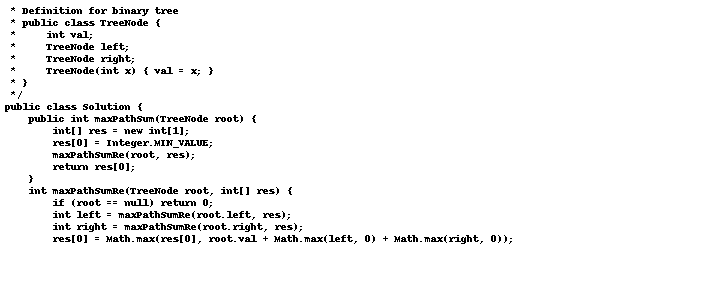 * Definition for binary tree
 * public class TreeNode {
 *     int val;
 *     TreeNode left;
 *     TreeNode right;
 *     TreeNode(int x) { val = x; }
 * }
 */
public class Solution {
    public int maxPathSum(TreeNode root) {
        int[] res = new int[1];
        res[0] = Integer.MIN_VALUE;
        maxPathSumRe(root, res);
        return res[0];
    }
    int maxPathSumRe(TreeNode root, int[] res) {
        if (root == null) return 0;
        int left = maxPathSumRe(root.left, res);
        int right = maxPathSumRe(root.right, res);
        res[0] = Math.max(res[0], root.val + Math.max(left, 0) + Math.max(right, 0));